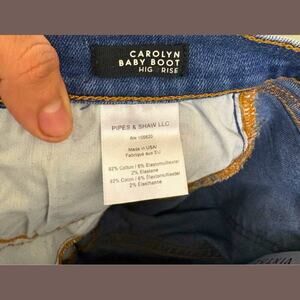 CAROLYN
BABY BOOT
HIG RISE
PIPES & SHAW LLC
Made in USA/
Fabriqué aux EU
92% Cotton / 6% Elastomultiester
2% Elastane
92% Coton / 6% Elastomultiester
2% Elasthanne